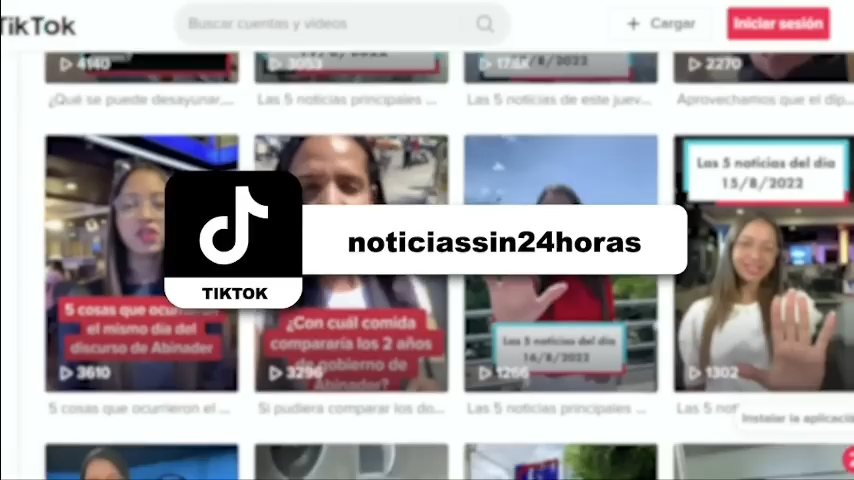 TikTok
Buscar cuentas y videos
+ Cargar
Iniciar sesión
4140
3053
2270
¿Qué se puede desayunar,...
Las 5 noticias principales ...
Las 5 noticias de este juev...
Aprovechamos que el díp...
Las 5 noticias del día
15/8/2022
noticiassin24horas
TIKTOK
5 cosas que
el mismo día del
discurso de Abinader
¿Con cuál comida
compararía los 2 años
de gobierno de
Abinader?
Las 5 noticias del día
16/8/2022
3610
3296
1266
1302
5 cosas que ocurrieron el ...
Si pudiera comparar los do...
Las 5 noticias principales ...
Las 5
Instalar la aplicació